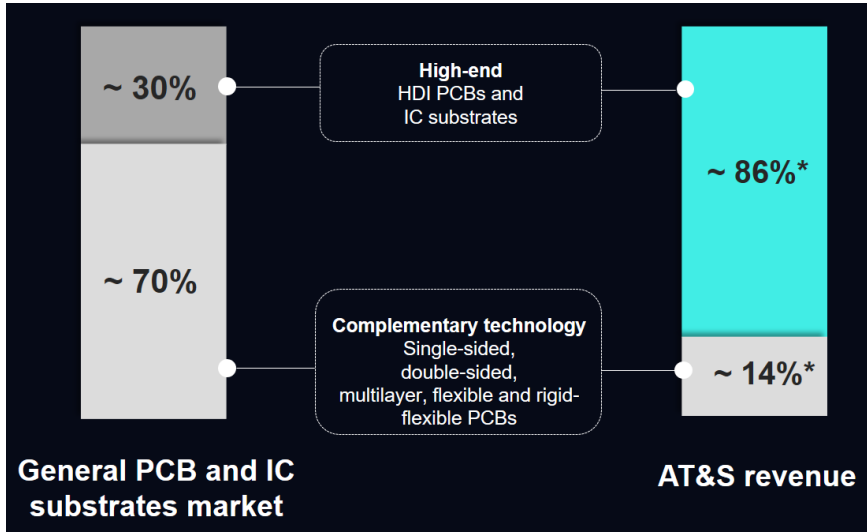 ~ 30%
High-end
HDI PCBs and
IC substrates
~ 86%*
~ 70%
Complementary technology
Single-sided,
double-sided,
multilayer, flexible and rigid-
flexible PCBs
~ 14%*
General PCB and IC
substrates market
AT&S revenue